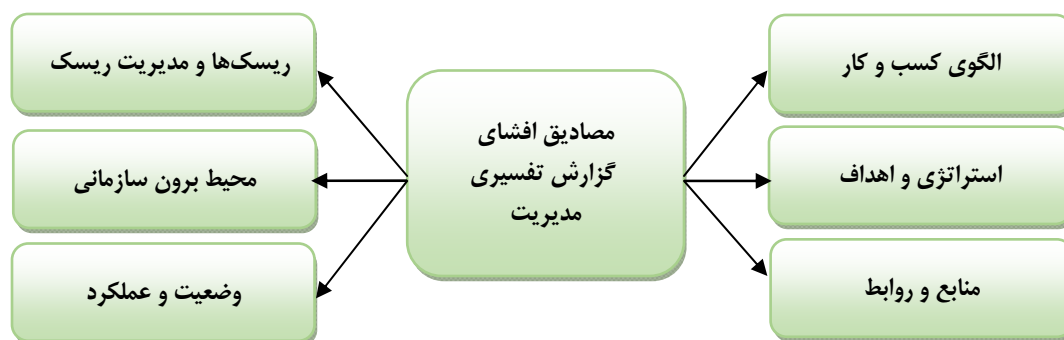 الگوی کسب و کار
استراتژی و اهداف
منابع و روابط
مصادیق افشای
گزارش تفسیری
مدیریت
ریسک‌ها و مدیریت ریسک
محیط برون سازمانی
وضعیت و عملکرد